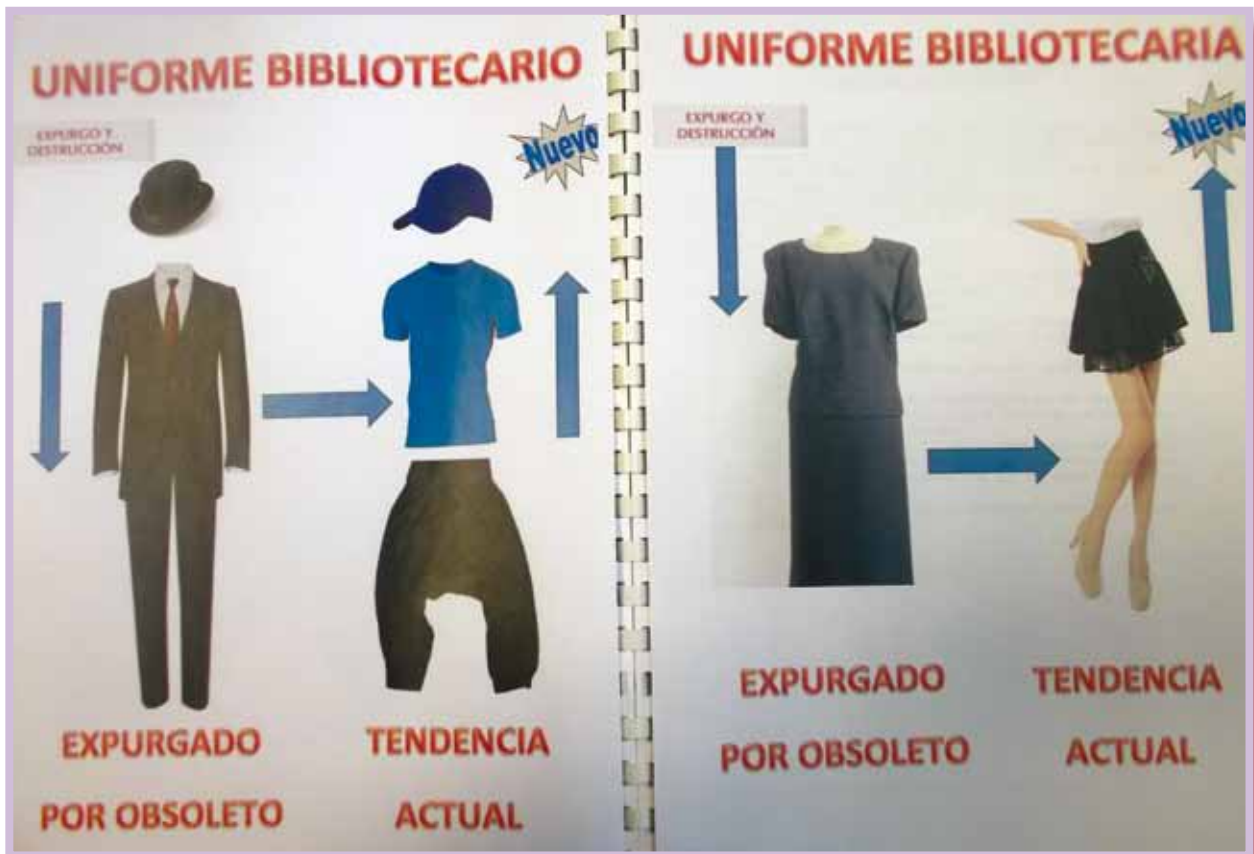 UNIFORME BIBLIOTECARIO
EXPURGO Y
DESTRUCCIÓN
Nuevo
EXPURGADO
POR OBSOLETO
TENDENCIA
ACTUAL
UNIFORME BIBLIOTECARIA
EXPURGO Y
DESTRUCCIÓN
Nuevo
EXPURGADO
POR OBSOLETO
TENDENCIA
ACTUAL